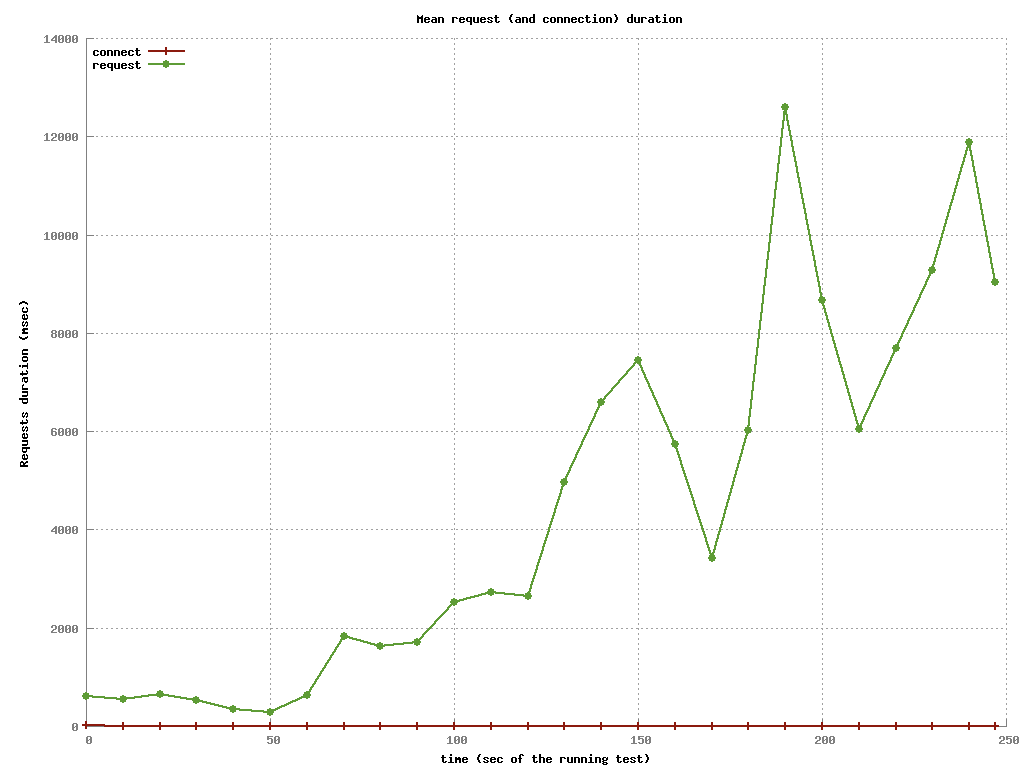 Mean request (and connection) duration
14000
connect
request
12000
10000
8000
6000
4000
2000
0
Requests duration (msec)
0 50 100 150 200 250
time (sec of the running test)